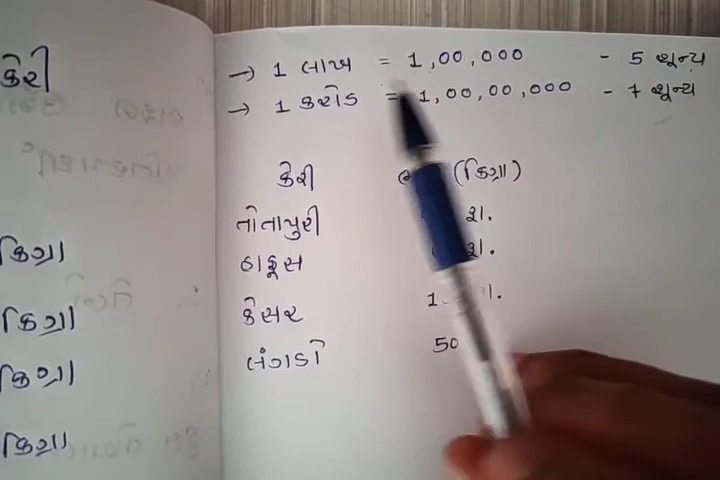 કેરી
કિગ્રા
કિગ્રા
કિગ્રા
કિગ્રા
→ 1 લાખ = 1,00,000 - 5 શૂન્ય
→ 1 કરોડ = 1,00,00,000 - 7 શૂન્ય
કેરી (કિગ્રા)
તોતાપુરી રૂા.
હાફૂસ રૂા.
કેસર
લંગડો 50